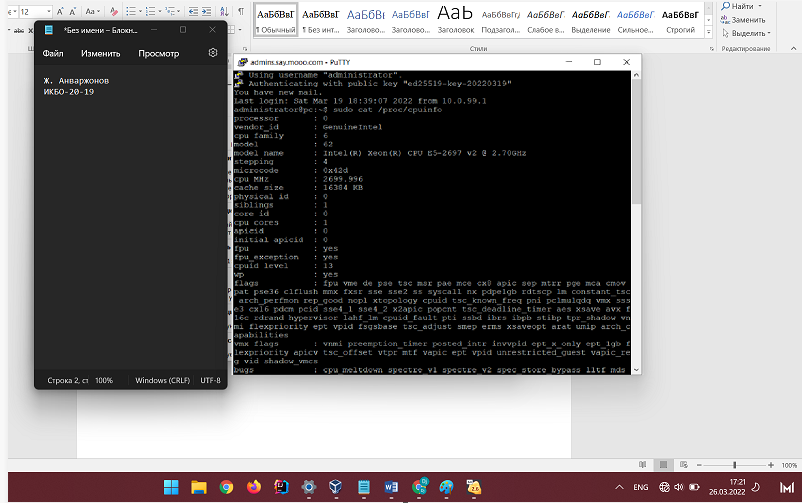 12
Aa
АаБбВвГ
¶ Обычный
АаБбВвГ
¶ Без инт...
АаБбВ
Заголово...
АаБбВвГ
Заголово...
Aab
Заголовок
АаБбВвГ
Подзагол...
АаБбВвГ
Слабое в...
АаБбВвГ
Выделение
АаБбВвГ
Сильное...
АаБбВвГ
Строгий
Стили
Найти
Заменить
Выделить
Редактирование
*Без имени – Блокн...
Файл Изменить Просмотр
Ж. Анваржонов
ИКБО-20-19
Строка 2, ст 100% Windows (CRLF) UTF-8
admins.say.mooo.com - PuTTY
Using username "administrator".
Authenticating with public key "ed25519-key-20220319"
You have new mail.
Last login: Sat Mar 19 18:39:07 2022 from 10.0.99.1
administrator@pc:~$ sudo cat /proc/cpuinfo
processor : 0
vendor_id : GenuineIntel
cpu family : 6
model : 62
model name : Intel(R) Xeon(R) CPU E5-2697 v2 @ 2.70GHz
stepping : 4
microcode : 0x42d
cpu MHz : 2699.996
cache size : 16384 KB
physical id : 0
siblings : 1
core id : 0
cpu cores : 1
apicid : 0
initial apicid : 0
fpu : yes
fpu_exception : yes
cpuid level : 13
wp : yes
flags : fpu vme de pse tsc msr pae mce cx8 apic sep mtrr pge mca cmov
pat pse36 clflush mmx fxsr sse sse2 ss syscall nx pdpe1gb rdtscp lm constant_tsc
arch_perfmon rep_good nopl xtopology cpuid tsc_known_freq pni pclmulqdq vmx sss
e3 cx16 pdcm pcid sse4_1 sse4_2 x2apic popcnt tsc_deadline_timer aes xsave avx f
16c rdrand hypervisor lahf_lm cpuid_fault pti ssbd ibrs ibpb stibp tpr_shadow vn
mi flexpriority ept vpid fsgsbase tsc_adjust smep erms xsaveopt arat umip arch_c
apabilities
vmx flags : vnmi preemption_timer posted_intr invvpid ept_x_only ept_1gb f
lexpriority apicv tsc_offset vtpr mtf vapic ept vpid unrestricted_guest vapic_re
g vid shadow_vmcs
bugs : cpu_meltdown spectre_v1 spectre_v2 spec_store_bypass l1tf mds
100%
ENG
17:21
26.03.2022